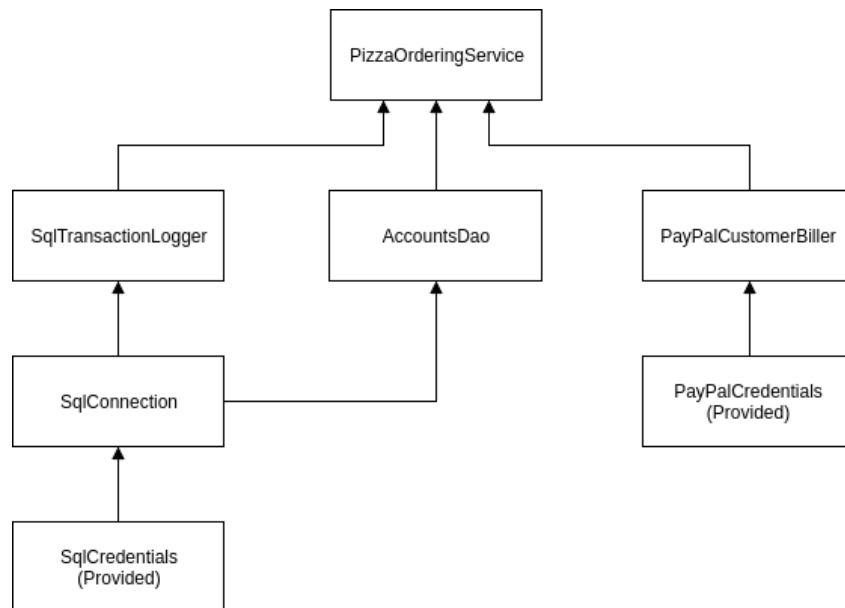 PizzaOrderingService
SqlTransactionLogger
AccountsDao
PayPalCustomerBiller
SqlConnection
PayPalCredentials
(Provided)
SqlCredentials
(Provided)